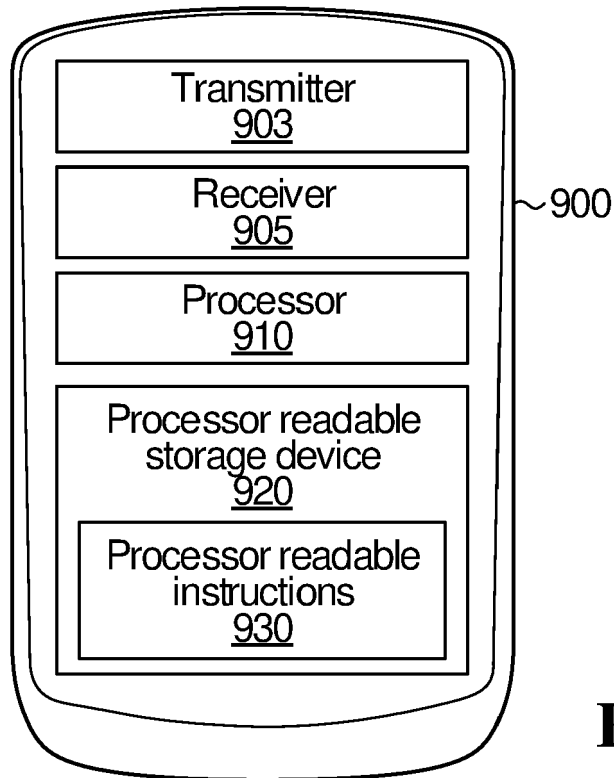 Transmitter
903
Receiver
905
900
Processor
910
Processor readable
storage device
920
Processor readable
instructions
930